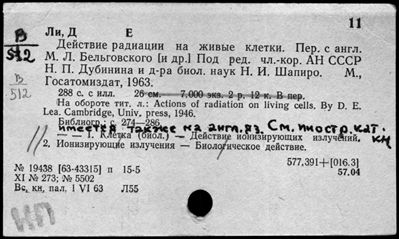 11
В
512
Ли, Д Е
Действие радиации на живые клетки. Пер. с англ.
М. Л. Бельговского [и др.] Под ред. чл.-кор. АН СССР
Н. П. Дубинина и д-ра биол. наук Н. И. Шапиро. М.,
Госатомиздат, 1963.
В
512
288 с. с илл. 26 см. 7,000 экз. 2 р. 12 к. В пер.
На обороте тит. л.: Actions of radiation on living cells. By D. E.
Lea. Cambridge, Univ, press, 1946.
Библиогр.: с. 274—286.
имеется также на англ. яз. См. иностр. кат.
— — 1. Клетка (биол.) — Действие ионизирующих излучений.
2. Ионизирующие излучения — Биологическое действие.
577,391+[016.3]
57.04
№ 19438 [63-43315] п 15-5
XI № 273; № 5502
Вс. кн. пал. 1 VI 63 Л55
НП